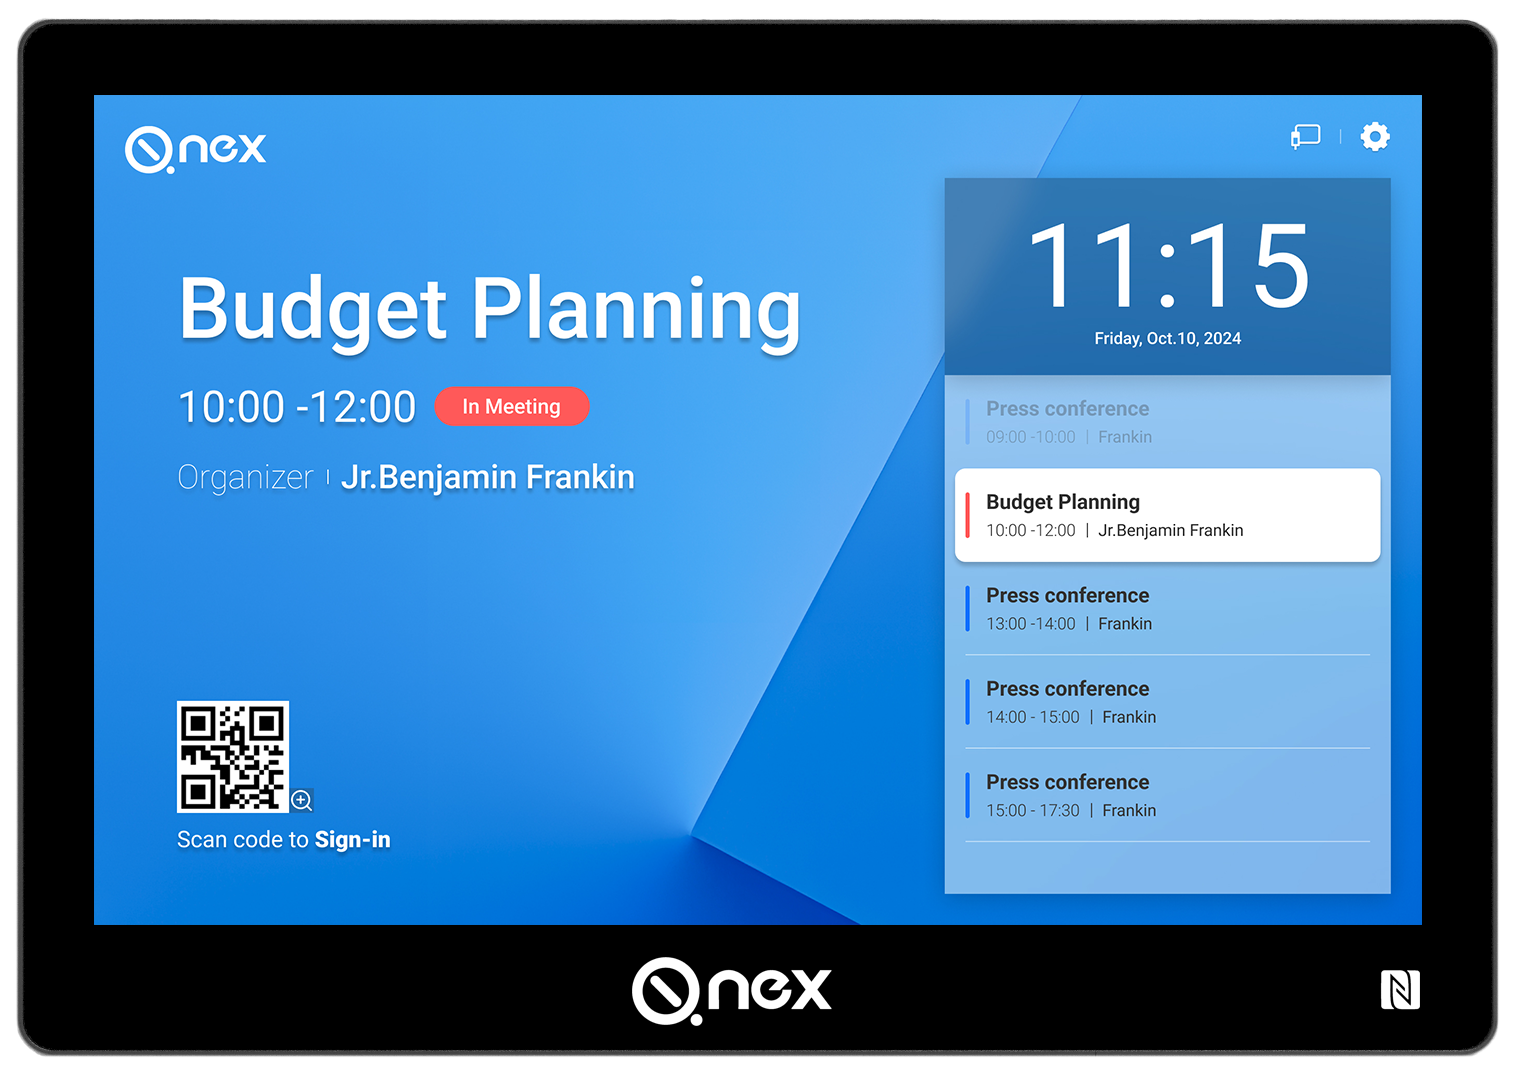 Qnex
Budget Planning
10:00 -12:00 In Meeting
Organizer | Jr.Benjamin Frankin
Scan code to Sign-in
11:15
Friday, Oct.10, 2024
Press conference
09:00 -10:00 | Frankin
Budget Planning
10:00 -12:00 | Jr.Benjamin Frankin
Press conference
13:00 -14:00 | Frankin
Press conference
14:00 - 15:00 | Frankin
Press conference
15:00 - 17:30 | Frankin
Qnex